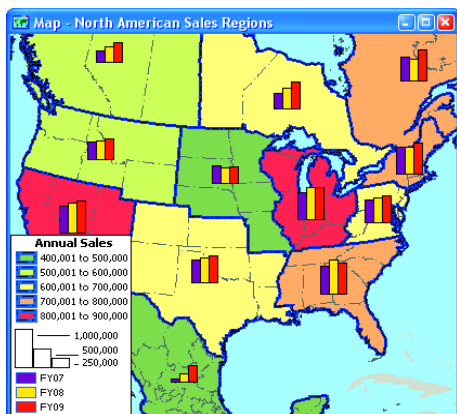 Map - North American Sales Regions
Annual Sales
400,001 to 500,000
500,001 to 600,000
600,001 to 700,000
700,001 to 800,000
800,001 to 900,000
1,000,000
500,000
250,000
FY07
FY08
FY09